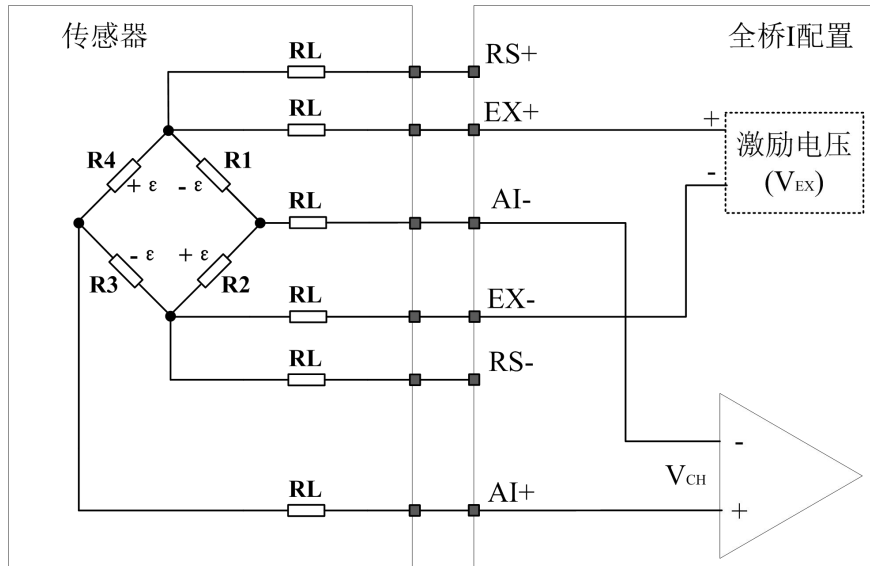 传感器
全桥I配置
RL
RS+
RL
EX+
+
激励电压
(VEX)
-
R4
R1
+ ε
- ε
RL
AI-
- ε
+ ε
R3
R2
RL
EX-
RL
RS-
-
VCH
RL
AI+
+